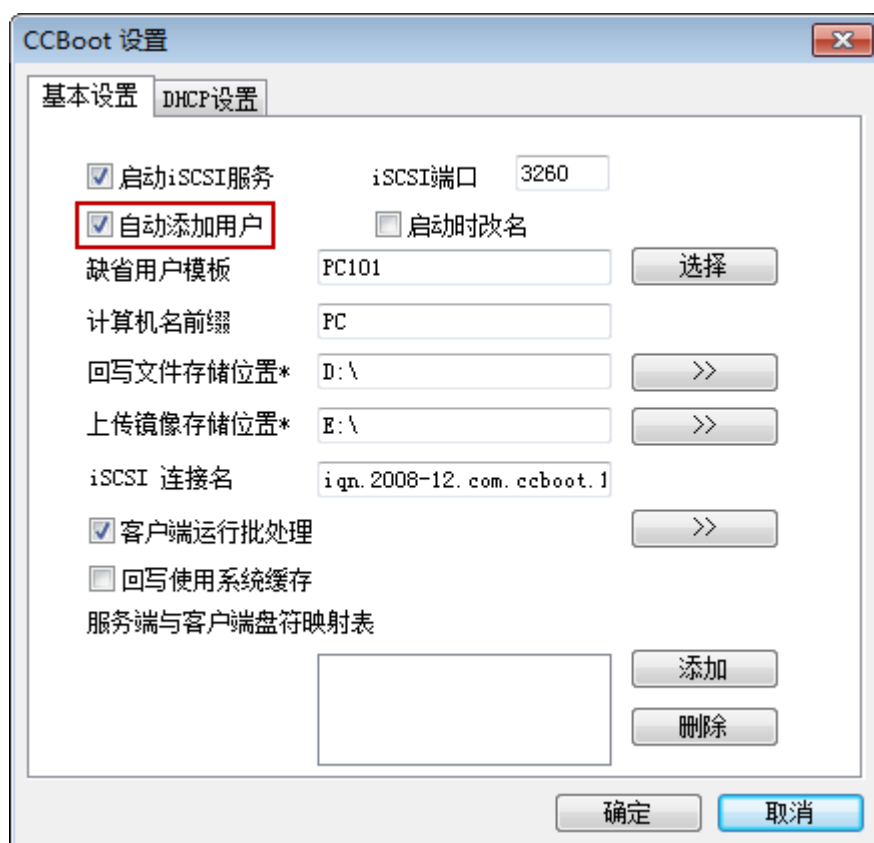 CCBoot 设置
基本设置 DHCP设置
启动iSCSI服务 iSCSI端口 3260
自动添加用户 启动时改名
缺省用户模板 PC101 选择
计算机名前缀 PC
回写文件存储位置* D:\ >>
上传镜像存储位置* E:\ >>
iSCSI 连接名 iqn.2008-12.com.ccboot.1
客户端运行批处理 >>
回写使用系统缓存
服务端与客户端盘符映射表
添加
删除
确定 取消